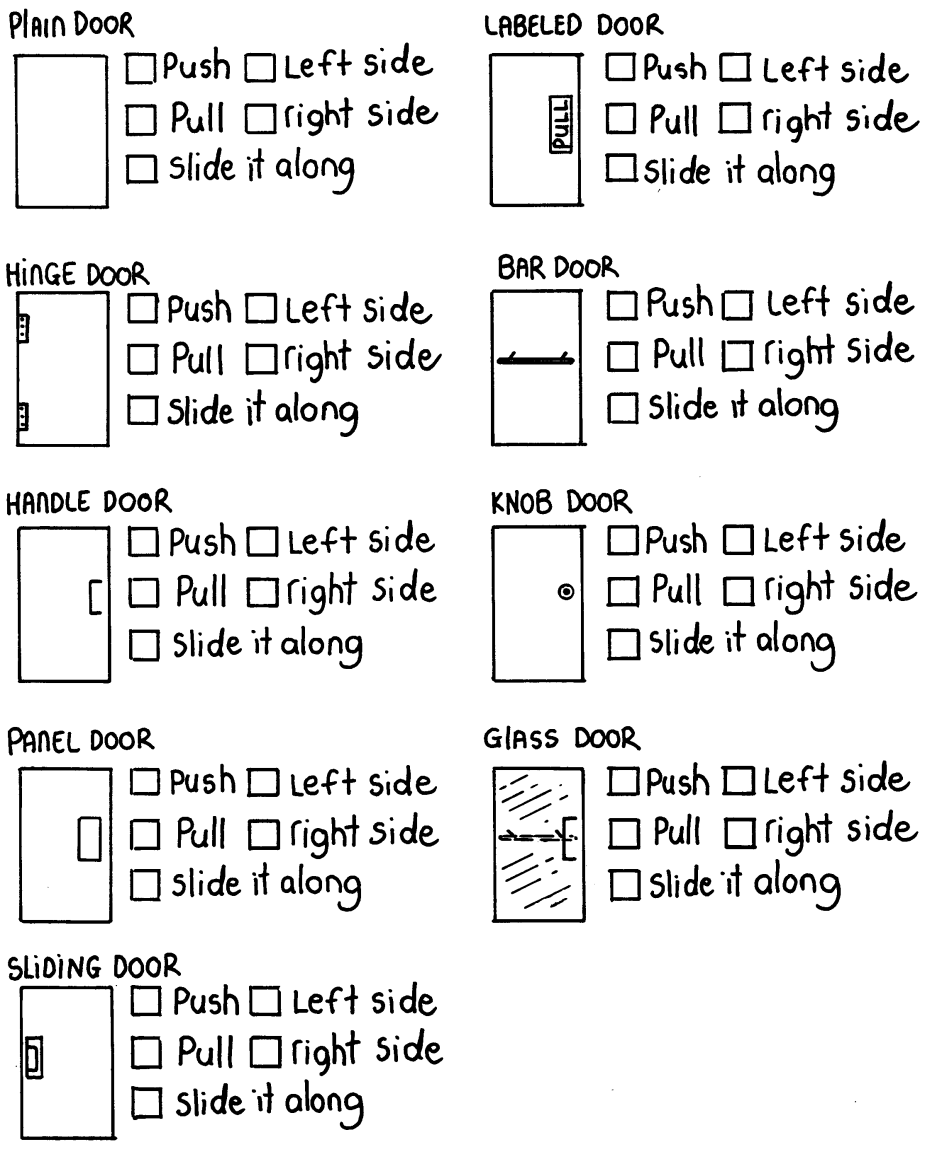 PlAin DOOR
Push Left side
Pull right side
slide it along
LABELED DOOR
PULL
Push Left side
Pull right side
slide it along
HiNGE DOOR
Push Left side
Pull right side
slide it along
BAR DOOR
Push Left side
Pull right side
slide it along
HANDLE DOOR
Push Left side
Pull right side
slide it along
KNOB DOOR
Push Left side
Pull right side
slide it along
PANEL DOOR
Push Left side
Pull right side
slide it along
GlASS DOOR
Push Left side
Pull right side
slide it along
SLiDiNG DOOR
Push Left side
Pull right side
slide it along